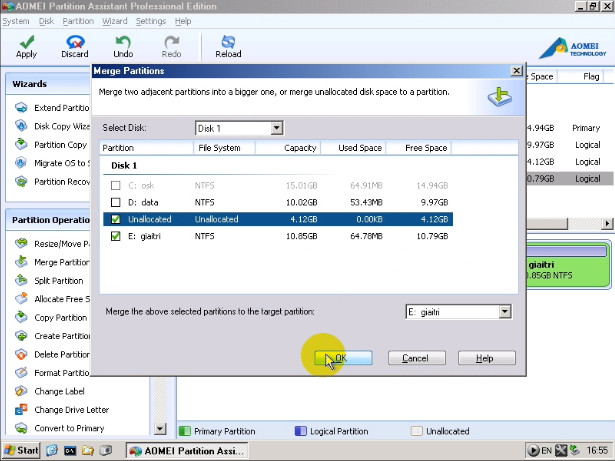 AOMEI Partition Assistant Professional Edition
System Disk Partition Wizard Settings Help
Apply Discard Undo Redo Reload
AOMEI
TECHNOLOGY
Merge Partitions
Merge two adjacent partitions into a bigger one, or merge unallocated disk space to a partition.
Select Disk: Disk 1
Partition File System Capacity Used Space Free Space
Disk 1
C: osk NTFS 15.01GB 64.91MB 14.94GB
D: data NTFS 10.02GB 53.43MB 9.97GB
Unallocated Unallocated 4.12GB 0.00KB 4.12GB
E: giaitri NTFS 10.85GB 64.78MB 10.79GB
Merge the above selected partitions to the target partition: E: giaitri
OK Cancel Help
Wizards
Extend Partitio
Disk Copy Wiza
Partition Copy
Migrate OS to S
Partition Recov
Partition Operatio
Resize/Move Pa
Merge Partition
Split Partition
Allocate Free S
Copy Partition
Create Partitio
Delete Partition
Format Partitio
Change Label
Change Drive Letter
Convert to Primary
Space Flag
4.94GB Primary
9.97GB Logical
4.12GB Logical
0.79GB Logical
giaitri
.85GB NTFS
Primary Partition Logical Partition Unallocated
Start AOMEI Partition Assi... EN 16:55